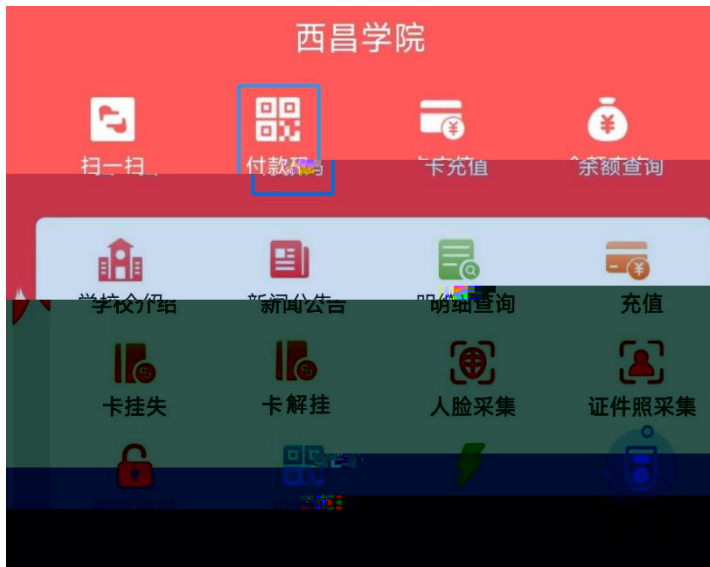 西昌学院
扫一扫 付款码 卡充值 余额查询
学校介绍 新闻公告 明细查询 充值
卡挂失 卡解挂 人脸采集 证件照采集